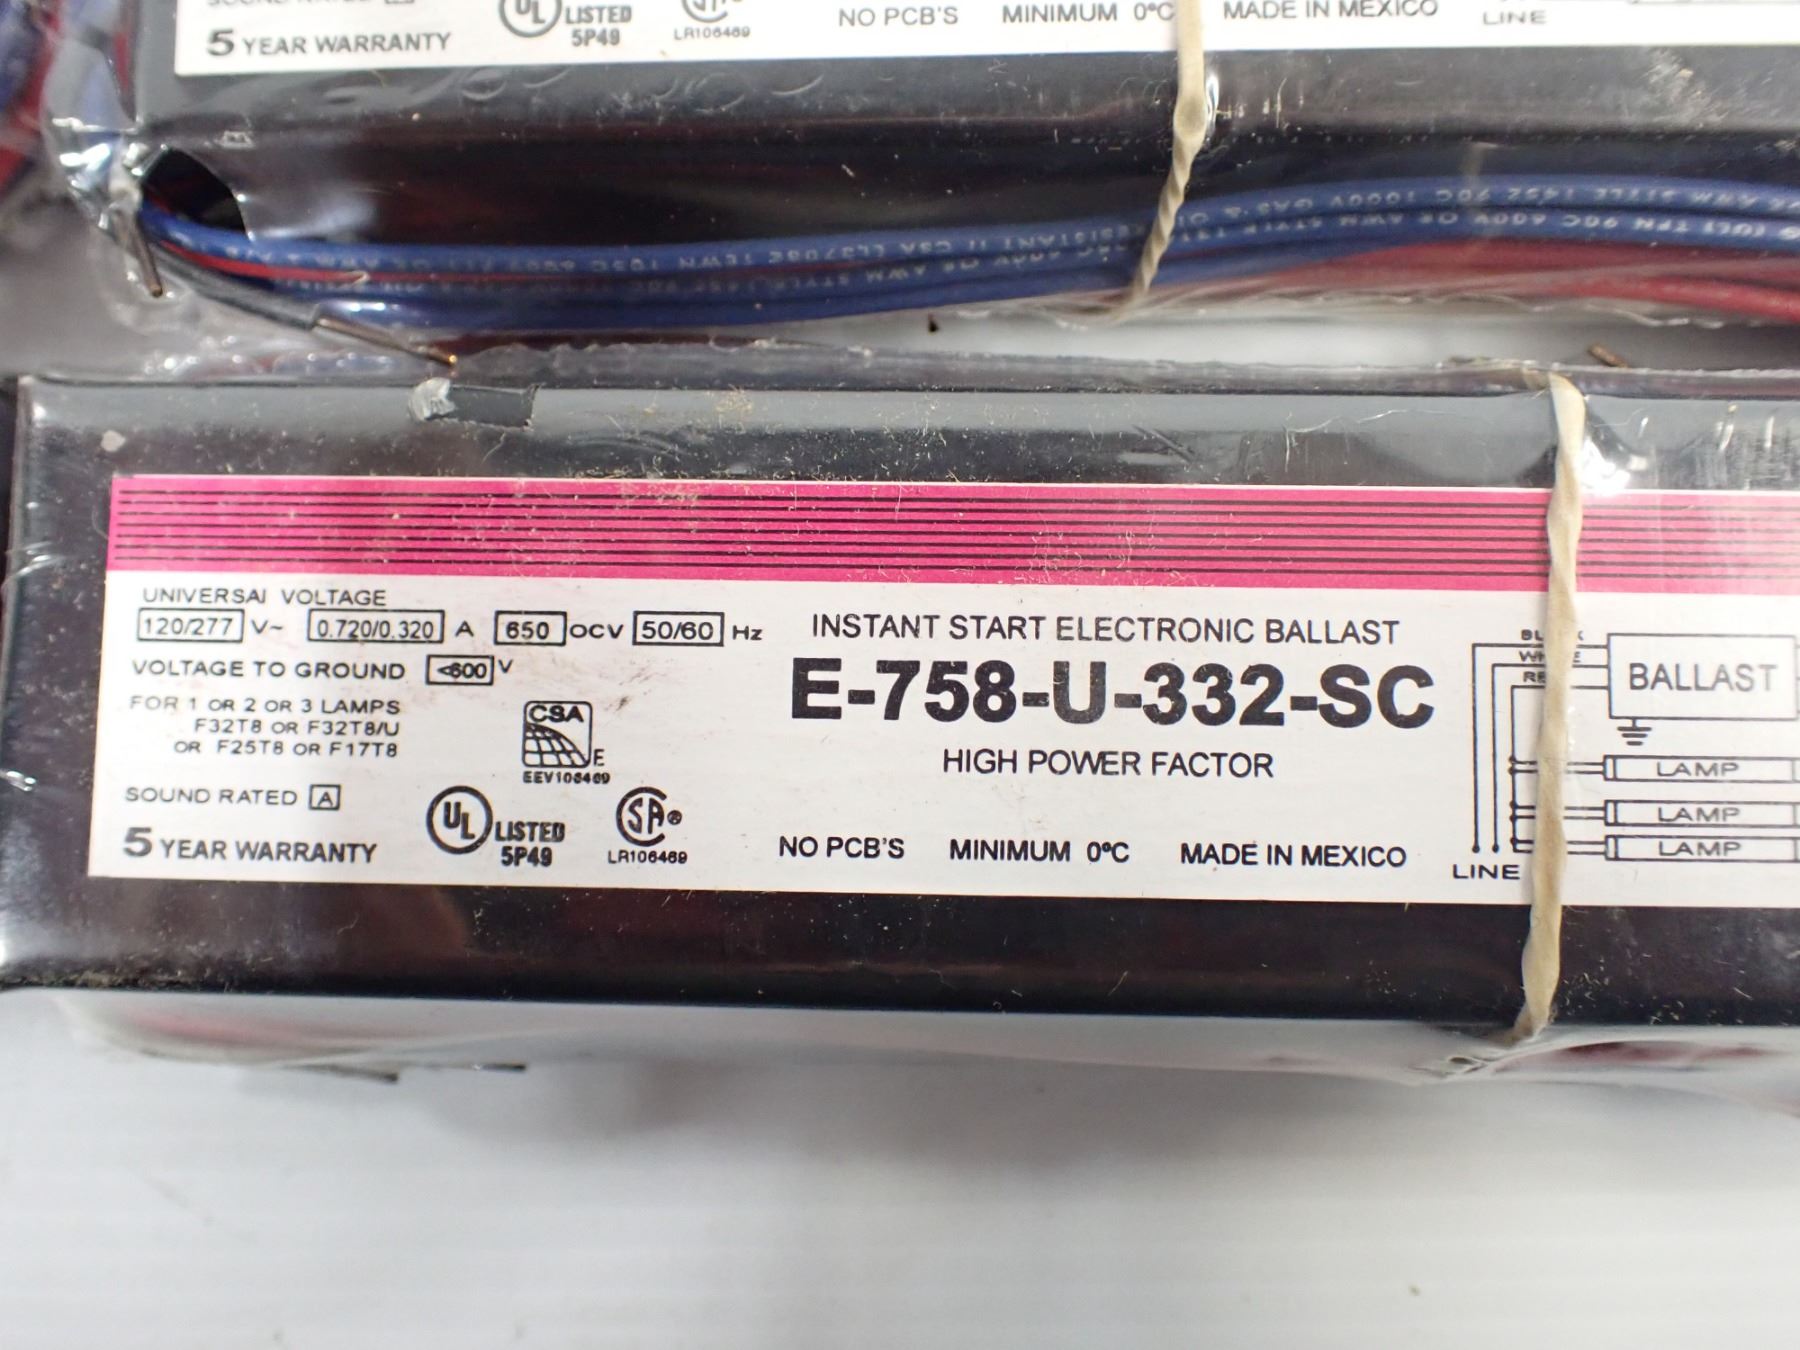 5 YEAR WARRANTY
UL LISTED
5P49
LR106469
NO PCB'S MINIMUM 0°C MADE IN MEXICO
LINE
UNIVERSAL VOLTAGE
120/277 V~ 0.720/0.320 A 650 OCV 50/60 Hz
VOLTAGE TO GROUND <600 V
FOR 1 OR 2 OR 3 LAMPS
F32T8 OR F32T8/U
OR F25T8 OR F17T8
SOUND RATED A
5 YEAR WARRANTY
CSA
E
EEV106469
UL LISTED
5P49
SA®
LR106469
INSTANT START ELECTRONIC BALLAST
E-758-U-332-SC
HIGH POWER FACTOR
NO PCB'S MINIMUM 0°C MADE IN MEXICO
BALLAST
LAMP
LAMP
LAMP
LINE